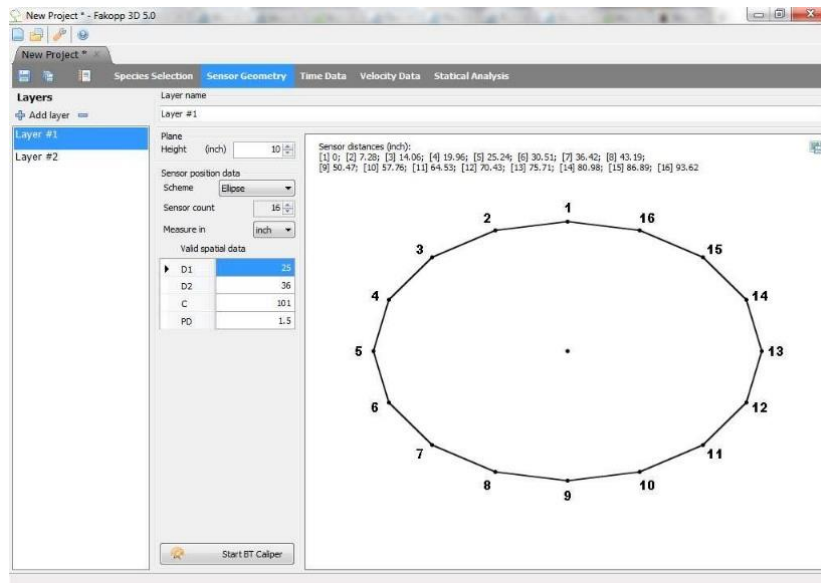 New Project * - Fakopp 3D 5.0
New Project *
Species Selection Sensor Geometry Time Data Velocity Data Statical Analysis
Layers
Add layer
Layer #1
Layer #2
Layer name
Layer #1
Plane
Height (inch) 10
Sensor position data
Scheme Elipse
Sensor count 16
Measure in inch
Valid spatial data
D1 25
D2 36
C 101
PD 1.5
Start BT Caliper
Sensor distances (inch):
[1] 0; [2] 7.28; [3] 14.06; [4] 19.96; [5] 25.24; [6] 30.51; [7] 36.42; [8] 43.19;
[9] 50.47; [10] 57.76; [11] 64.53; [12] 70.43; [13] 75.71; [14] 80.98; [15] 86.89; [16] 93.62
1
2 16
3 15
4 14
5 13
6 12
7 11
8 10
9